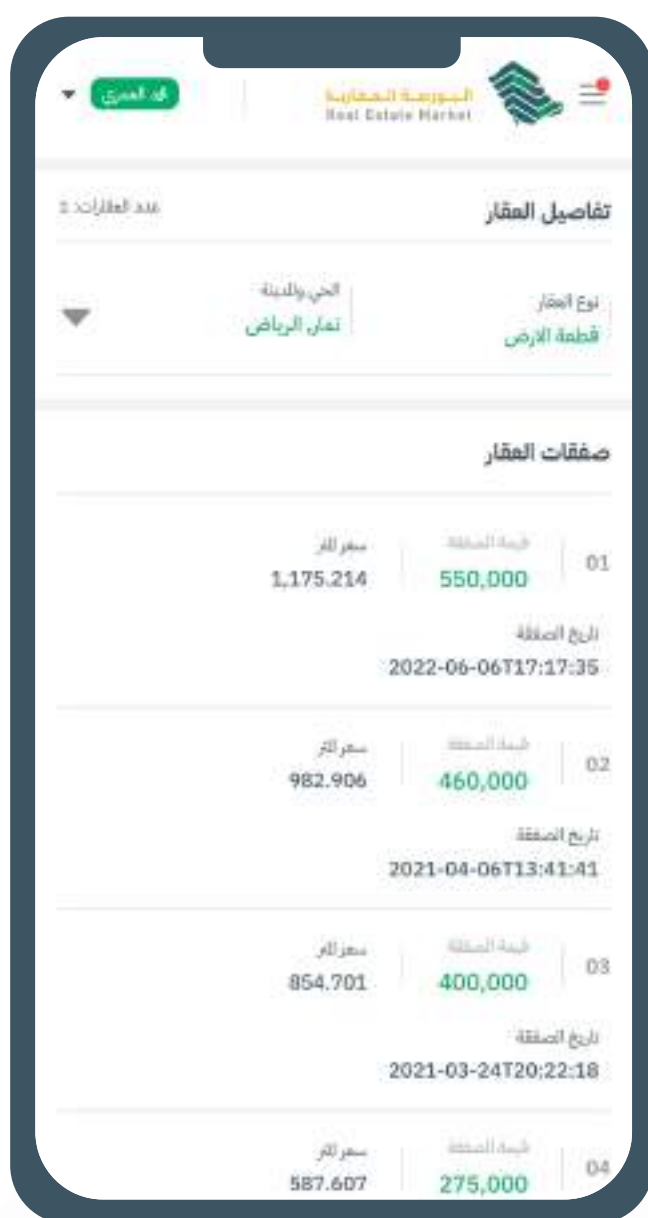 البورصة العقارية
Real Estate Market
تفاصيل العقار
عدد العقارات: 1
نوع العقار
الحي والمدينة
قطعة الارض
الرياض
صفقات العقار
01
قيمة الصفقة
سعر المتر
550,000
1,175.214
تاريخ الصفقة
2022-06-06T17:17:35
02
قيمة الصفقة
سعر المتر
460,000
982.906
تاريخ الصفقة
2021-04-06T13:41:41
03
قيمة الصفقة
سعر المتر
400,000
854.701
تاريخ الصفقة
2021-03-24T20:22:18
04
قيمة الصفقة
سعر المتر
275,000
587.607